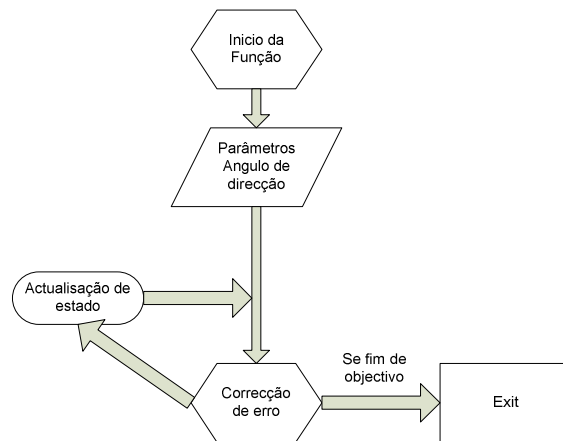 Inicio da
Função
Parâmetros
Angulo de
direcção
Actualisação de
estado
Correcção
de erro
Se fim de
objectivo
Exit